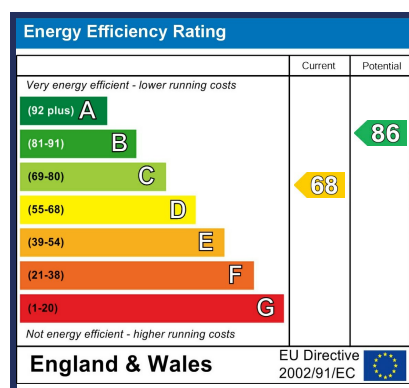 Energy Efficiency Rating
Current
Potential
Very energy efficient - lower running costs
(92 plus) A
(81-91) B
86
(69-80) C
68
(55-68) D
(39-54) E
(21-38) F
(1-20) G
Not energy efficient - higher running costs
England & Wales
EU Directive
2002/91/EC